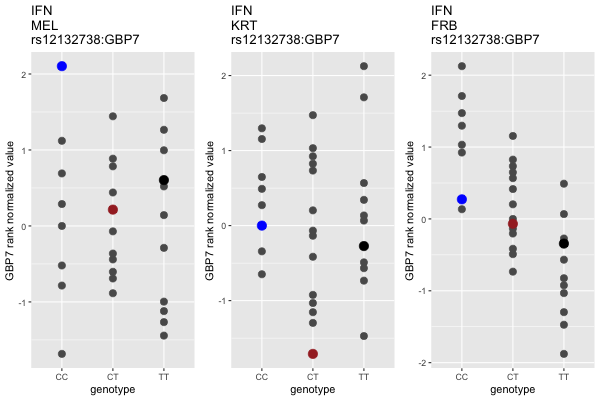 IFN
MEL
rs12132738:GBP7
GBP7 rank normalized value
2
1
0
-1
CC
CT
TT
genotype
IFN
KRT
rs12132738:GBP7
GBP7 rank normalized value
2
1
0
-1
CC
CT
TT
genotype
IFN
FRB
rs12132738:GBP7
GBP7 rank normalized value
2
1
0
-1
-2
CC
CT
TT
genotype